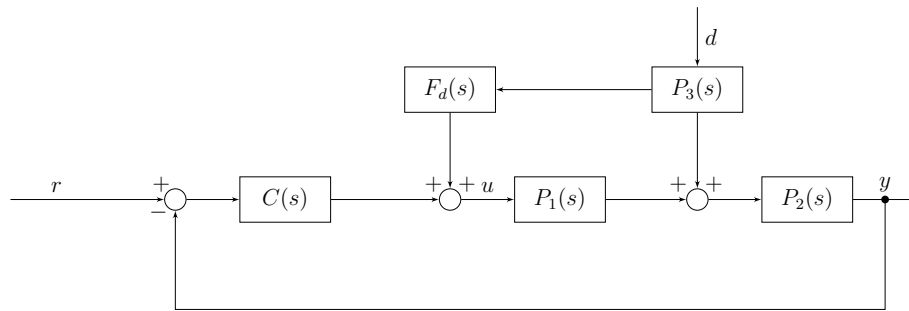 d
F_d(s) P_3(s)
r + + + u + + y
− C(s) P_1(s) P_2(s)